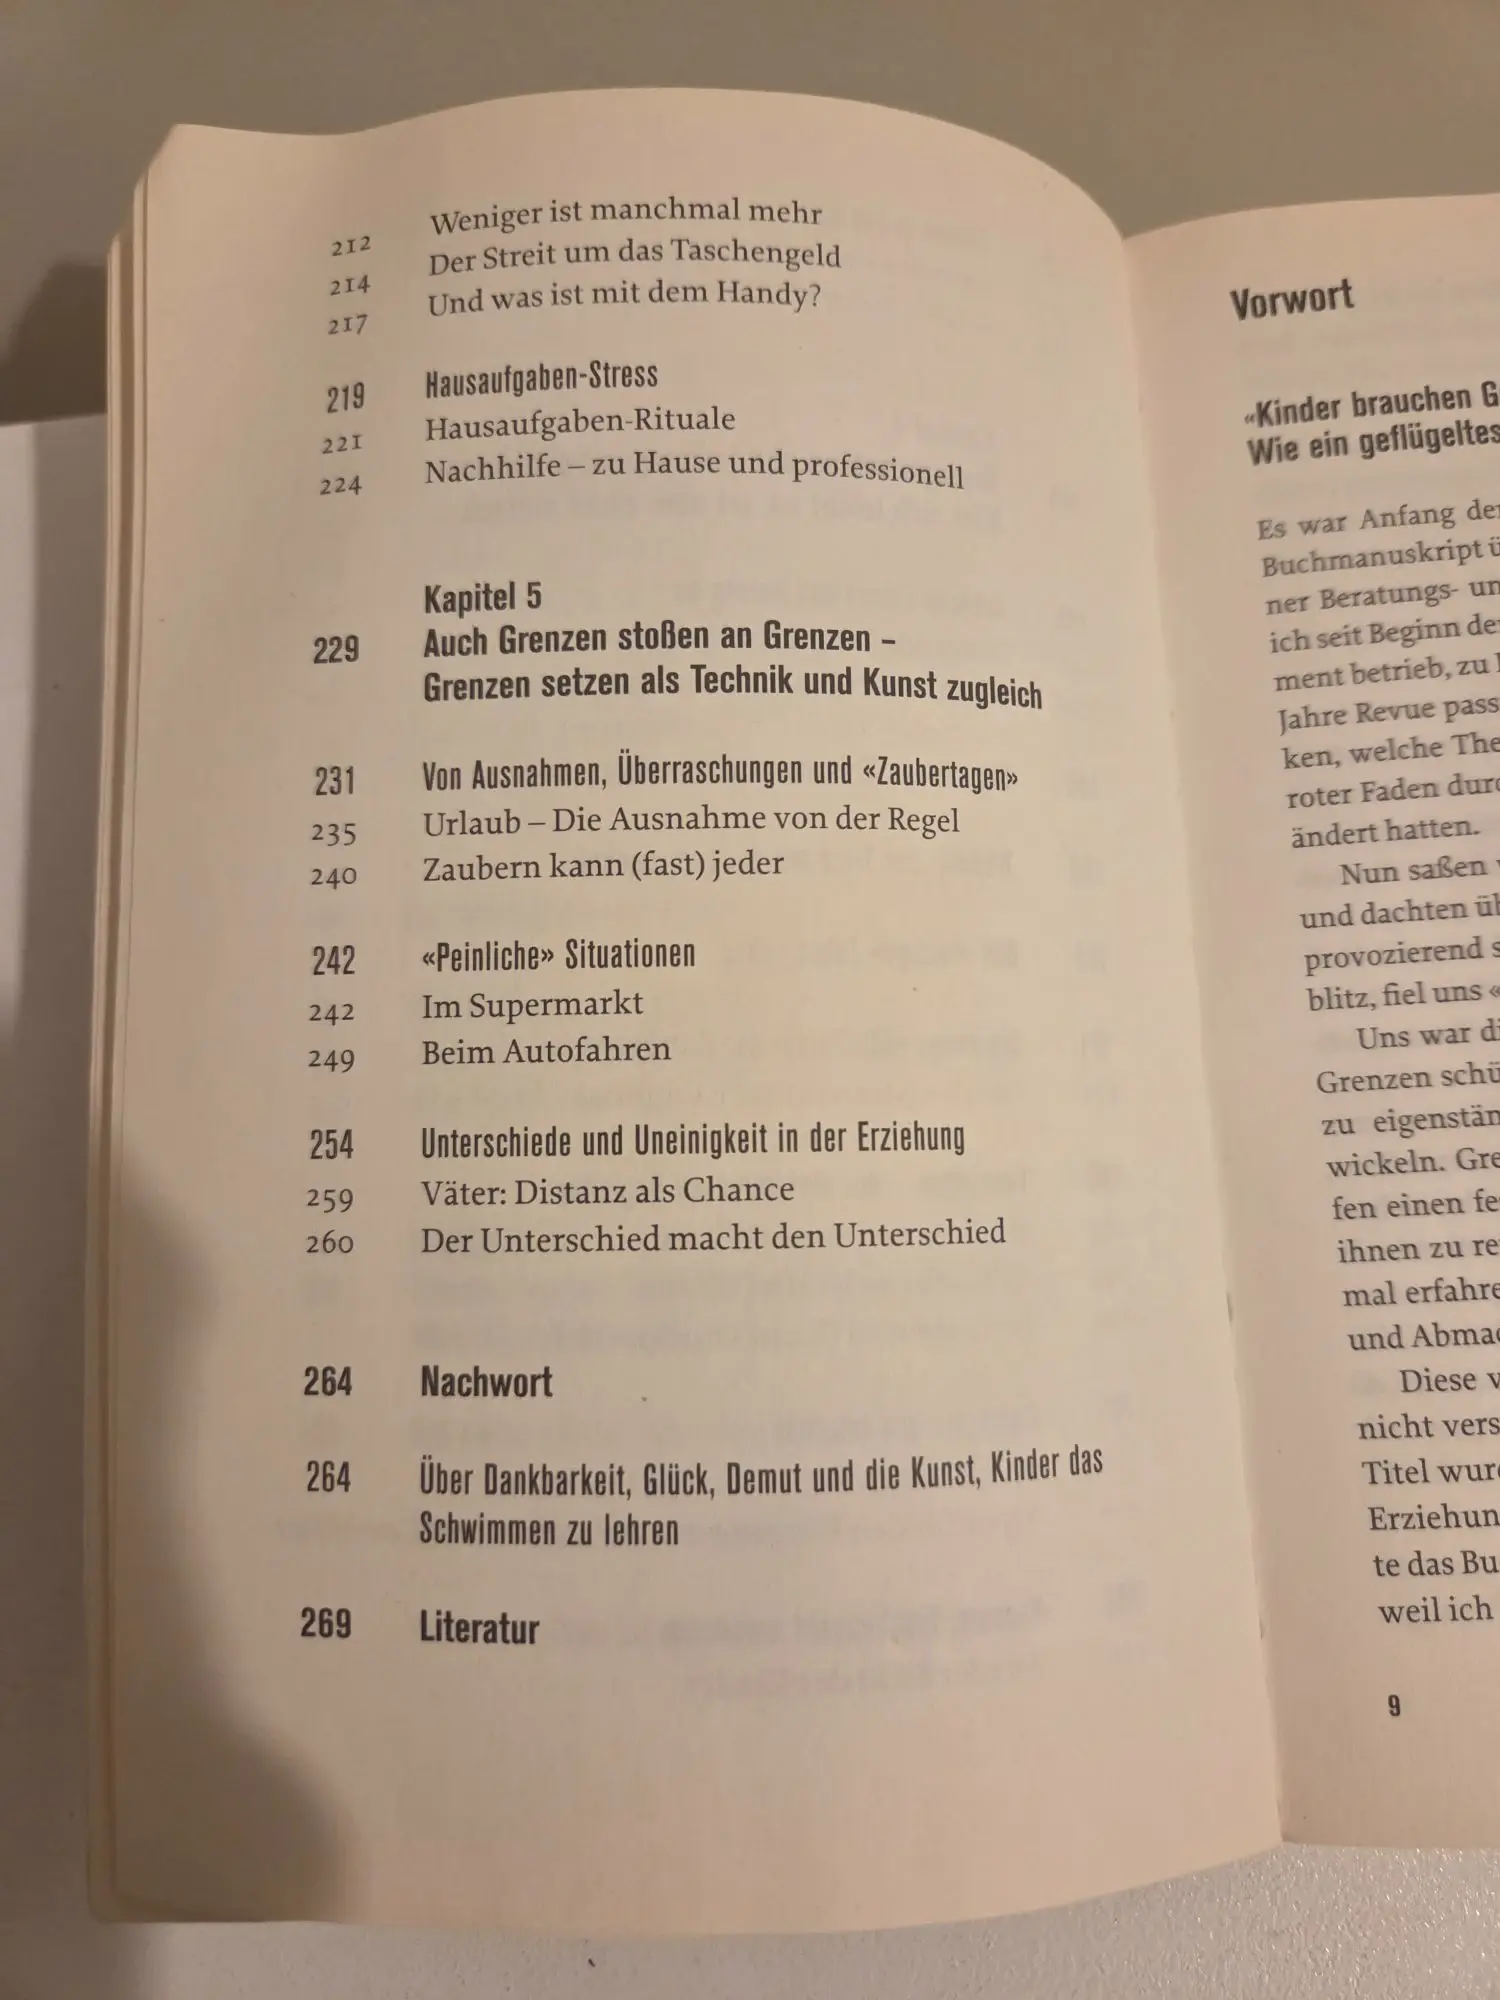 212 Weniger ist manchmal mehr
214 Der Streit um das Taschengeld
217 Und was ist mit dem Handy?
219 Hausaufgaben-Stress
221 Hausaufgaben-Rituale
224 Nachhilfe – zu Hause und professionell
Kapitel 5
229 Auch Grenzen stoßen an Grenzen –
Grenzen setzen als Technik und Kunst zugleich
231 Von Ausnahmen, Überraschungen und «Zaubertagen»
235 Urlaub – Die Ausnahme von der Regel
240 Zaubern kann (fast) jeder
242 «Peinliche» Situationen
242 Im Supermarkt
249 Beim Autofahren
254 Unterschiede und Uneinigkeit in der Erziehung
259 Väter: Distanz als Chance
260 Der Unterschied macht den Unterschied
264 Nachwort
264 Über Dankbarkeit, Glück, Demut und die Kunst, Kinder das
Schwimmen zu lehren
269 Literatur
Vorwort
«Kinder brauchen
Wie ein
Es war Anfang
Buchmanuskript
ner Beratungs-
ich seit Beginn
ment betrieb, zu
Jahre Revue
ken, welche
roter Faden
ändert hatten.
Nun saßen
und dachten
provozierend
blitz, fiel uns
Uns war
Grenzen
zu
wickeln.
fen einen
ihnen zu
mal
und
Diese
nicht
Titel
te das
weil ich
9